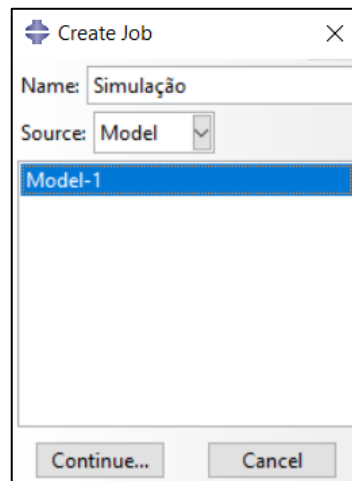 Create Job
Name: Simulação
Source: Model
Model-1
Continue... Cancel